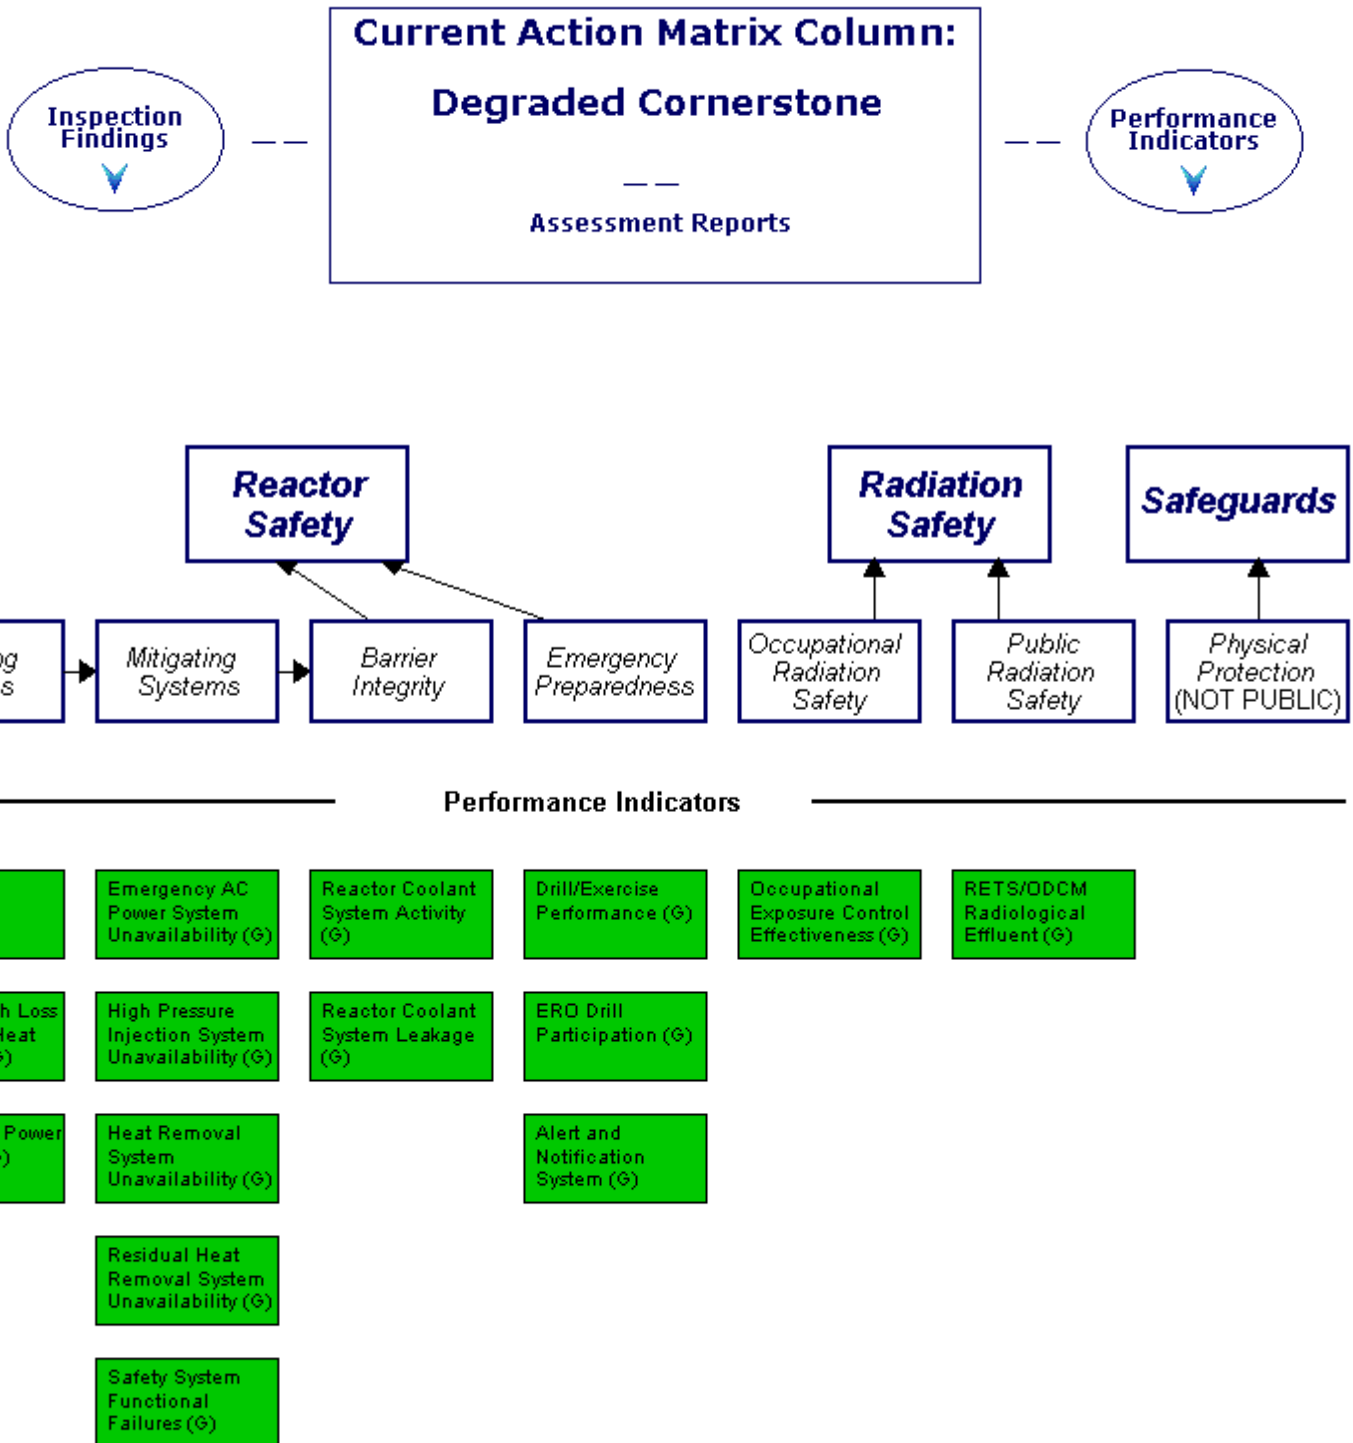 Current Action Matrix Column:
Degraded Cornerstone
Assessment Reports
Inspection
Findings
Performance
Indicators
Reactor
Safety
Radiation
Safety
Safeguards
Mitigating
Systems
Barrier
Integrity
Emergency
Preparedness
Occupational
Radiation
Safety
Public
Radiation
Safety
Physical
Protection
(NOT PUBLIC)
Performance Indicators
Emergency AC
Power System
Unavailability (G)
Reactor Coolant
System Activity
(G)
Drill/Exercise
Performance (G)
Occupational
Exposure Control
Effectiveness (G)
RETS/ODCM
Radiological
Effluent (G)
Loss
Heat
High Pressure
Injection System
Unavailability (G)
Reactor Coolant
System Leakage
(G)
ERO Drill
Participation (G)
Power
Heat Removal
System
Unavailability (G)
Alert and
Notification
System (G)
Residual Heat
Removal System
Unavailability (G)
Safety System
Functional
Failures (G)